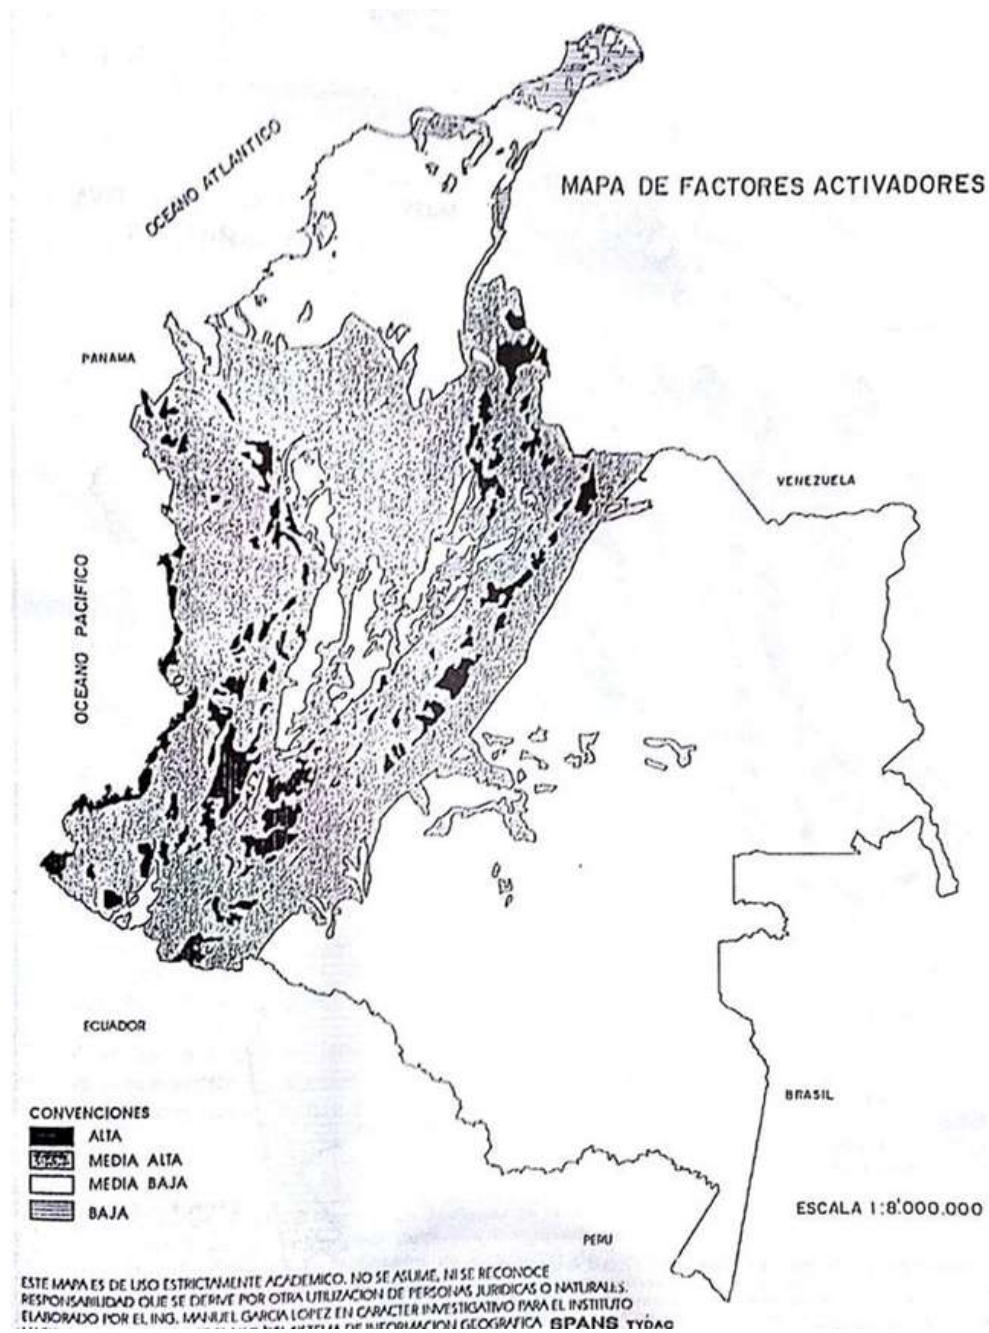 OCEANO ATLANTICO
MAPA DE FACTORES ACTIVADORES
PANAMA
VENEZUELA
OCEANO PACIFICO
ECUADOR
BRASIL
CONVENCIONES
ALTA
MEDIA ALTA
MEDIA BAJA
BAJA
ESCALA 1:8'.000.000
PERU
ESTE MAPA ES DE USO ESTRICTAMENTE ACADEMICO. NO SE ASUME, NI SE RECONOCE
RESPONSABILIDAD QUE SE DERIVE POR OTRA UTILIZACION DE PERSONAS JURIDICAS O NATURALES.
ELABORADO POR EL ING. MANUEL GARCIA LOPEZ EN CARACTER INVESTIGATIVO PARA EL INSTITUTO
SISTEMA DE INFORMACION GEOGRAFICA SPANS TYDAC